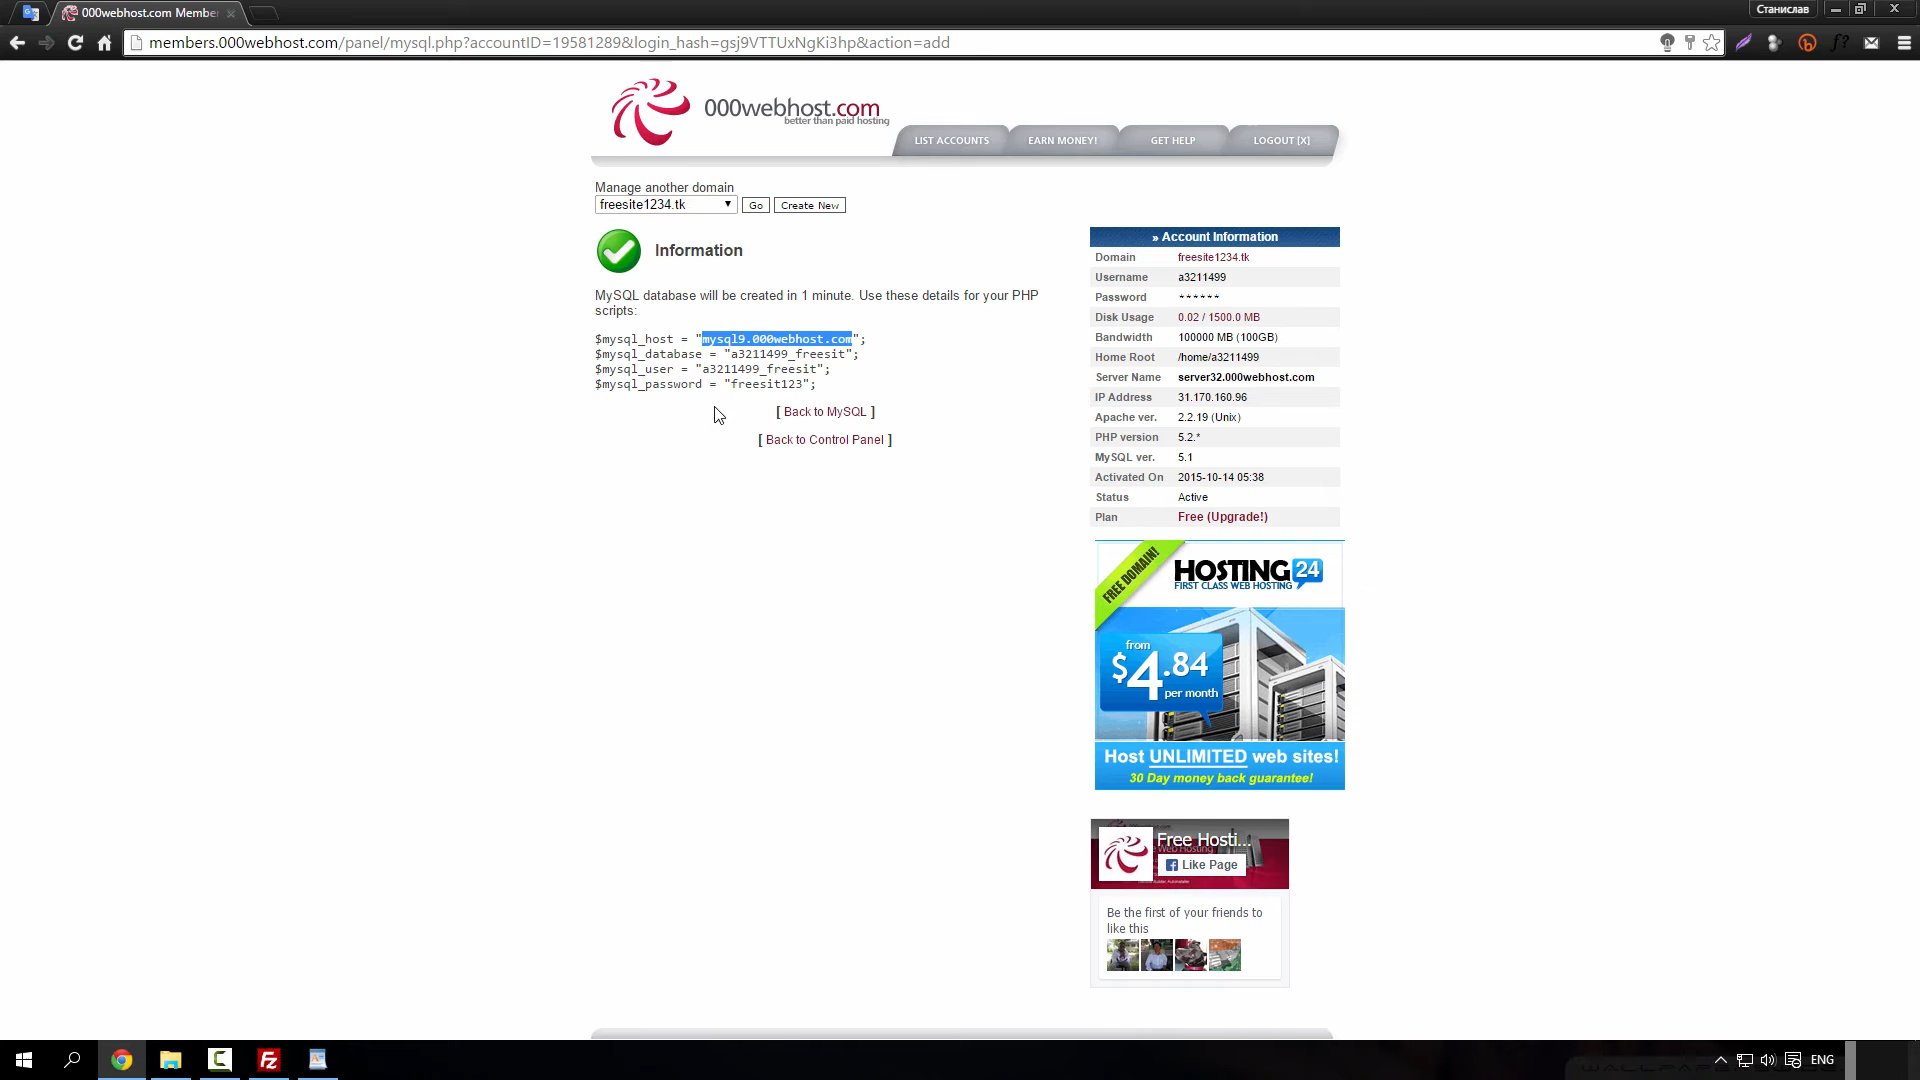 000webhost.com Membe
Станислав
members.000webhost.com/panel/mysql.php?accountID=19581289&login_hash=gsj9VTTUxNgKi3hp&action=add
000webhost.com
better than paid hosting
LIST ACCOUNTS
EARN MONEY!
GET HELP
LOGOUT [X]
Manage another domain
freesite1234.tk
Go
Create New
Information
MySQL database will be created in 1 minute. Use these details for your PHP
scripts:
$mysql_host = "mysql9.000webhost.com";
$mysql_database = "a3211499_freesit";
$mysql_user = "a3211499_freesit";
$mysql_password = "freesit123";
[ Back to MySQL ]
[ Back to Control Panel ]
» Account Information
Domain freesite1234.tk
Username a3211499
Password ******
Disk Usage 0.02 / 1500.0 MB
Bandwidth 100000 MB (100GB)
Home Root /home/a3211499
Server Name server32.000webhost.com
IP Address 31.170.160.96
Apache ver. 2.2.19 (Unix)
PHP version 5.2.*
MySQL ver. 5.1
Activated On 2015-10-14 05:38
Status Active
Plan Free (Upgrade!)
FREE DOMAIN!
HOSTING 24
FIRST CLASS WEB HOSTING
from
$4.84
per month
Host UNLIMITED web sites!
30 Day money back guarantee!
Free Hosti...
Like Page
Be the first of your friends to
like this
ENG